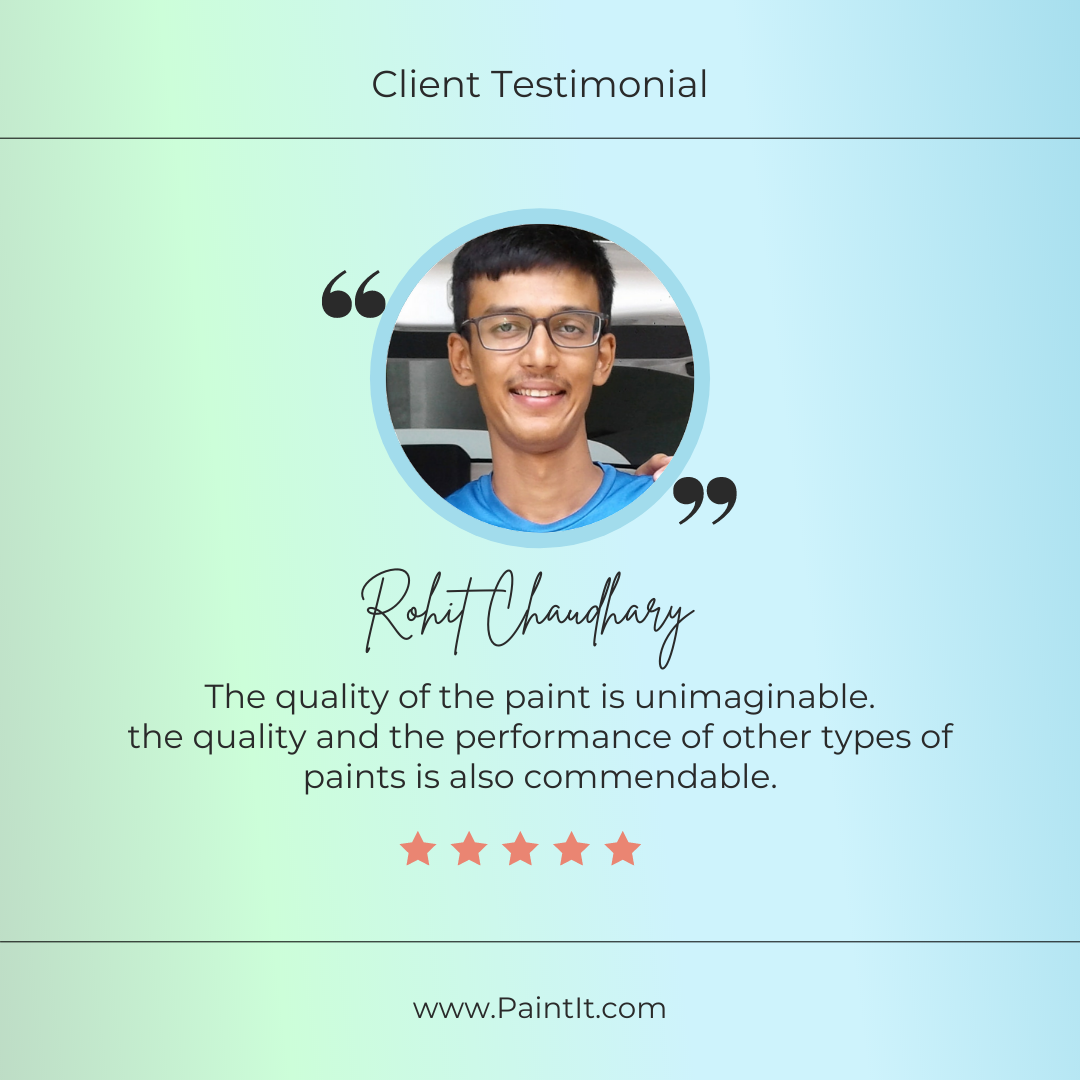 Client Testimonial
“
”
Rohit Chaudhary
The quality of the paint is unimaginable.
the quality and the performance of other types of
paints is also commendable.
www.PaintIt.com